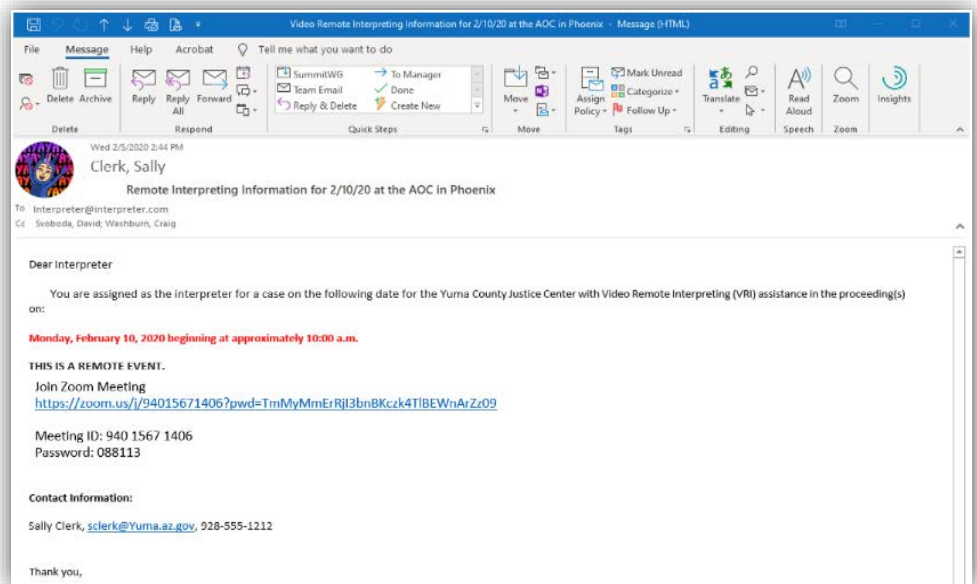 Video Remote Interpreting Information for 2/10/20 at the AOC in Phoenix - Message (HTML)
File Message Help Acrobat Tell me what you want to do
Delete Archive Reply Reply All Forward
SummitWG To Manager
Team Email Done
Reply & Delete Create New
Move
Assign Policy Mark Unread
Categorize
Follow Up
Translate
Read Aloud
Zoom
Insights
Delete Respond Quick Steps Move Tags Editing Speech Zoom
Wed 2/5/2020 2:44 PM
Clerk, Sally
Remote Interpreting Information for 2/10/20 at the AOC in Phoenix
To Interpreter@interpreter.com
Cc Svoboda, David; Washburn, Craig
Dear Interpreter
You are assigned as the interpreter for a case on the following date for the Yuma County Justice Center with Video Remote Interpreting (VRI) assistance in the proceeding(s)
on:
Monday, February 10, 2020 beginning at approximately 10:00 a.m.
THIS IS A REMOTE EVENT.
Join Zoom Meeting
https://zoom.us/j/94015671406?pwd=TmMyMmErRjI3bnBKczk4TlBEWnArZz09
Meeting ID: 940 1567 1406
Password: 088113
Contact Information:
Sally Clerk, sclerk@Yuma.az.gov, 928-555-1212
Thank you,